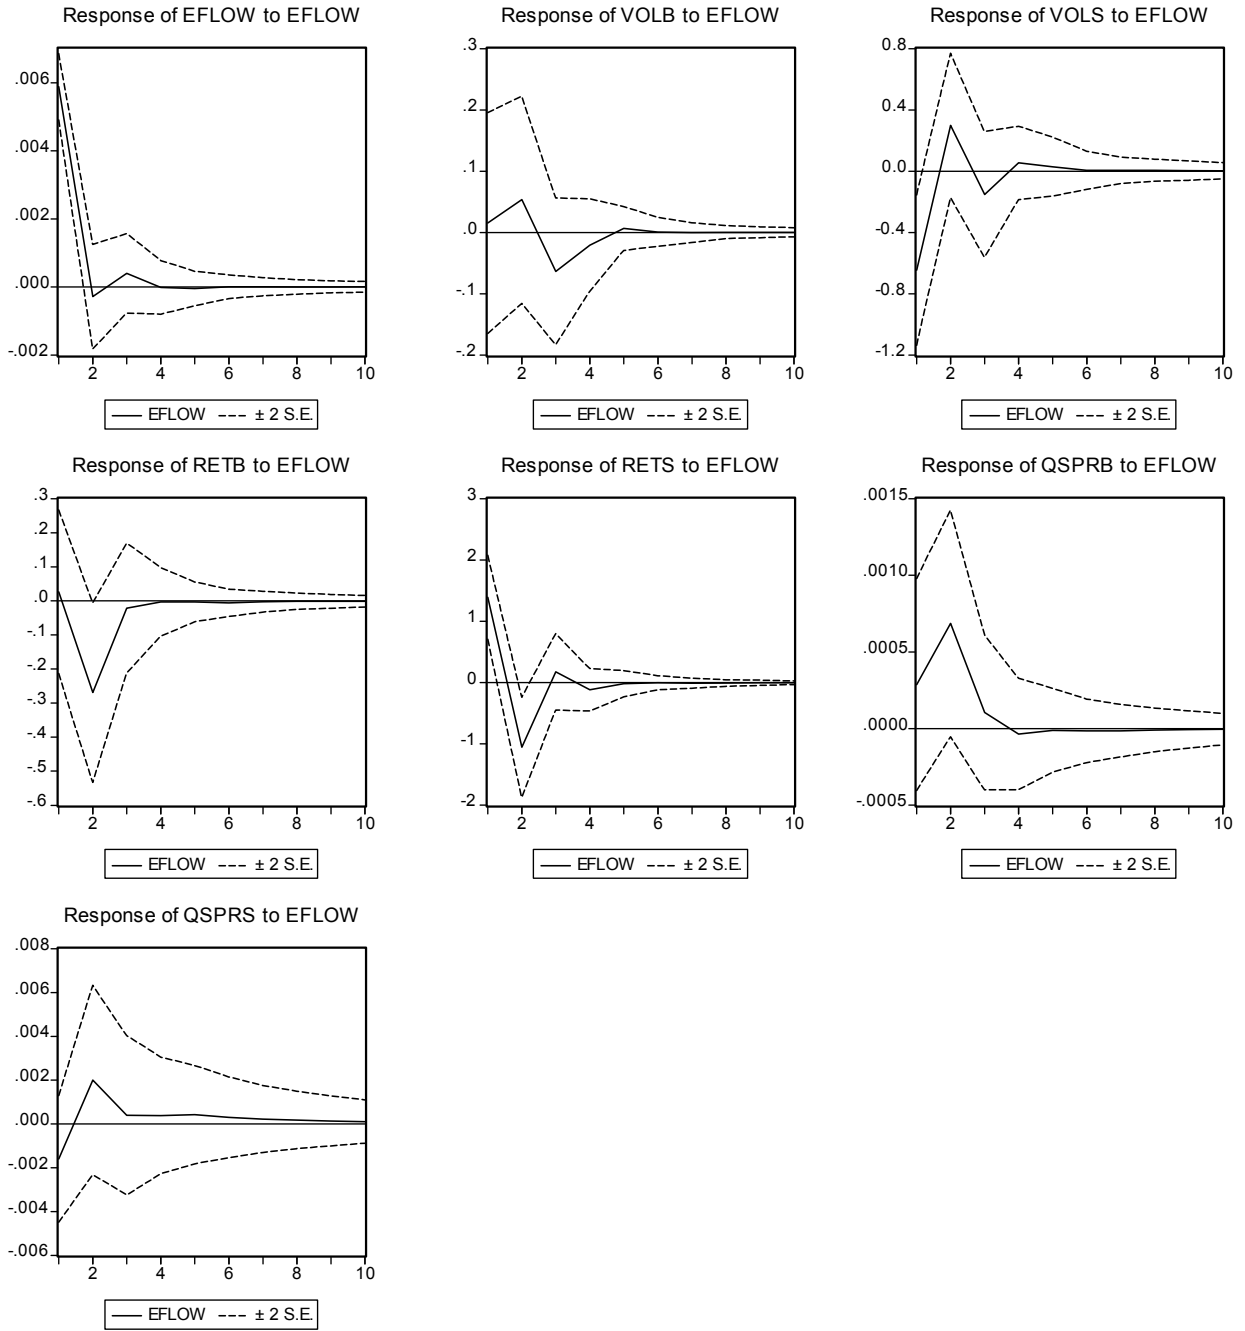 Response of EFLOW to EFLOW
.006
.004
.002
.000
-.002
2 4 6 8 10
EFLOW ± 2 S.E.
Response of VOLB to EFLOW
.3
.2
.1
.0
-.1
-.2
2 4 6 8 10
EFLOW ± 2 S.E.
Response of VOLS to EFLOW
0.8
0.4
0.0
-0.4
-0.8
-1.2
2 4 6 8 10
EFLOW ± 2 S.E.
Response of RETB to EFLOW
.3
.2
.1
.0
-.1
-.2
-.3
-.4
-.5
-.6
2 4 6 8 10
EFLOW ± 2 S.E.
Response of RETS to EFLOW
3
2
1
0
-1
-2
2 4 6 8 10
EFLOW ± 2 S.E.
Response of QSPRB to EFLOW
.0015
.0010
.0005
.0000
-.0005
2 4 6 8 10
EFLOW ± 2 S.E.
Response of QSPRS to EFLOW
.008
.006
.004
.002
.000
-.002
-.004
-.006
2 4 6 8 10
EFLOW ± 2 S.E.